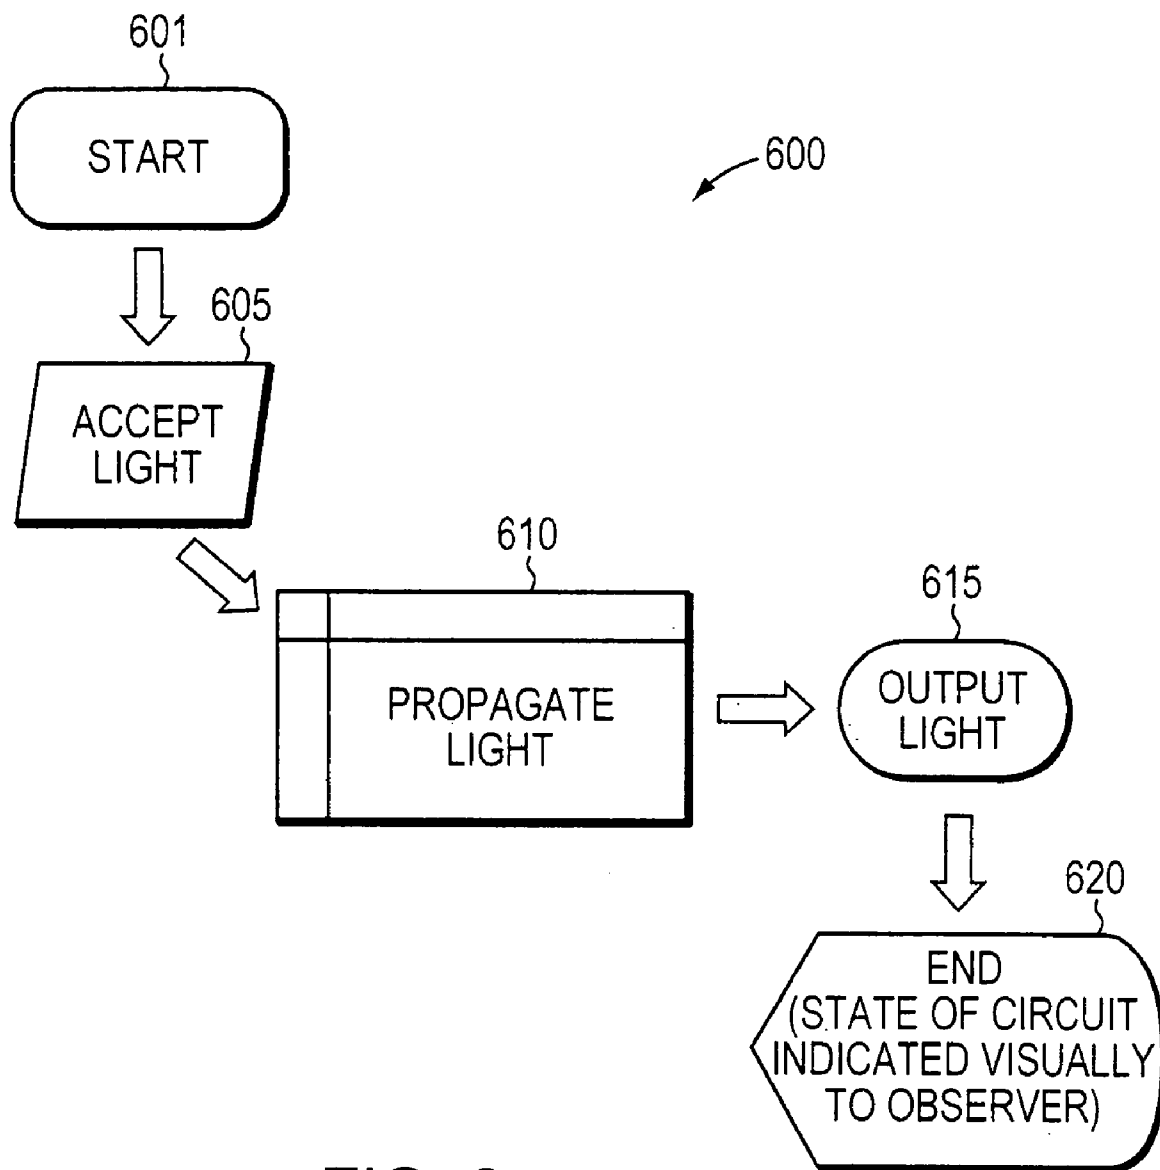 601
START
600
605
ACCEPT
LIGHT
610
PROPAGATE
LIGHT
615
OUTPUT
LIGHT
620
END
(STATE OF CIRCUIT
INDICATED VISUALLY
TO OBSERVER)